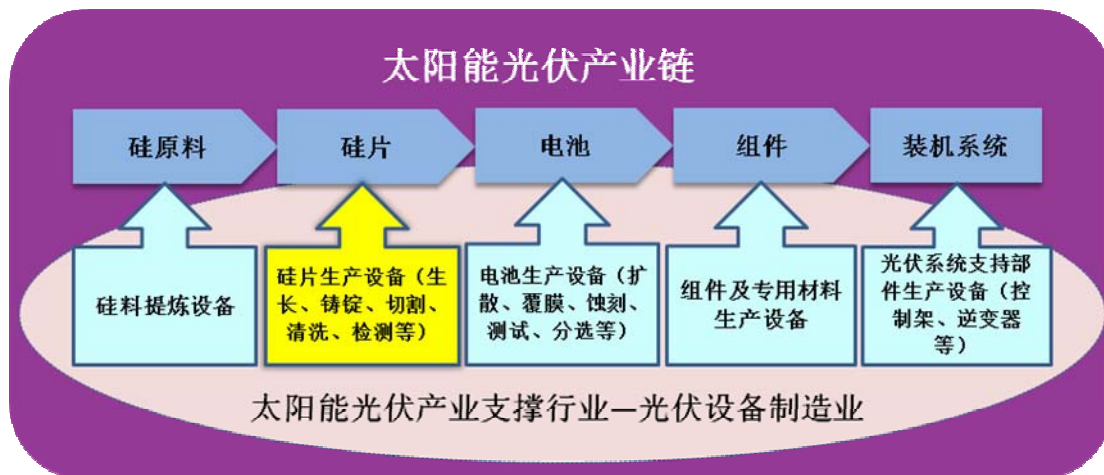 太阳能光伏产业链
硅原料
硅片
电池
组件
装机系统
硅料提炼设备
硅片生产设备（生
长、铸锭、切割、
清洗、检测等）
电池生产设备（扩
散、覆膜、蚀刻、
测试、分选等）
组件及专用材料
生产设备
光伏系统支持部
件生产设备（控
制架、逆变器
等）
太阳能光伏产业支撑行业—光伏设备制造业